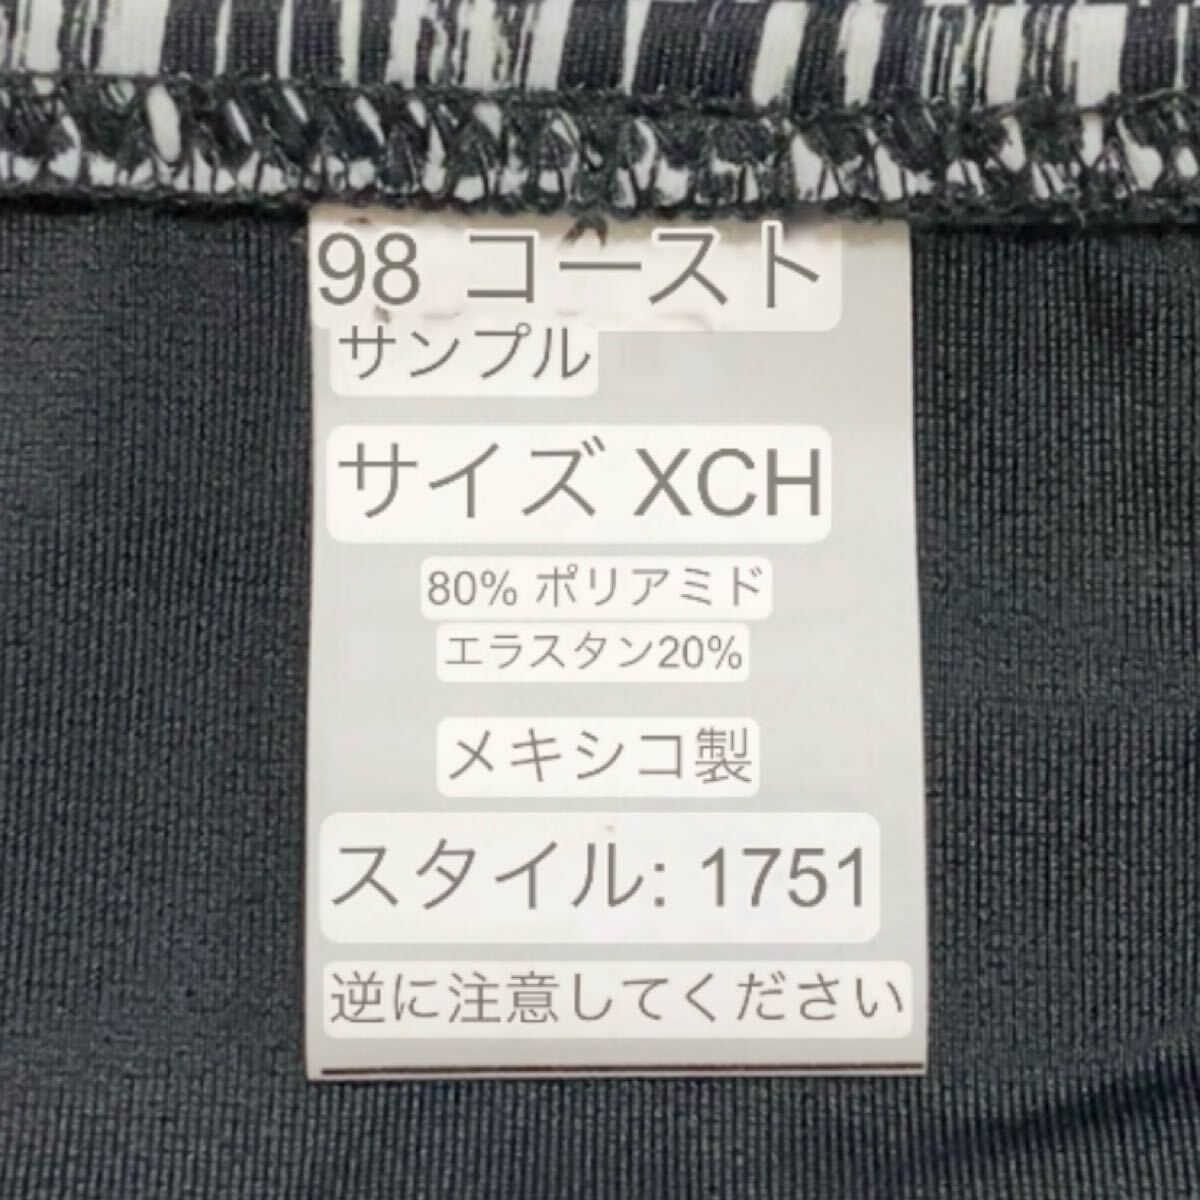 98 コースト
サンプル
サイズ XCH
80% ポリアミド
エラスタン20%
メキシコ製
スタイル: 1751
逆に注意してください